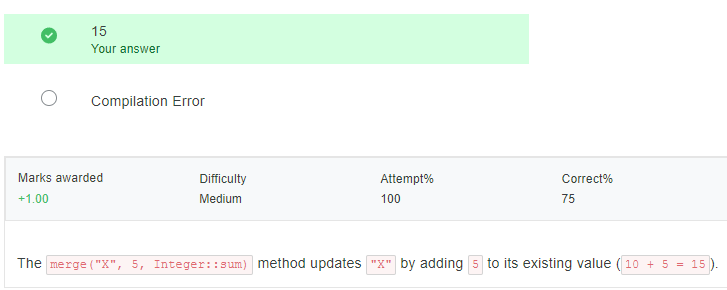 15
Your answer
Compilation Error
Marks awarded Difficulty Attempt% Correct%
+1.00 Medium 100 75
The merge("X", 5, Integer::sum) method updates "X" by adding 5 to its existing value (10 + 5 = 15).